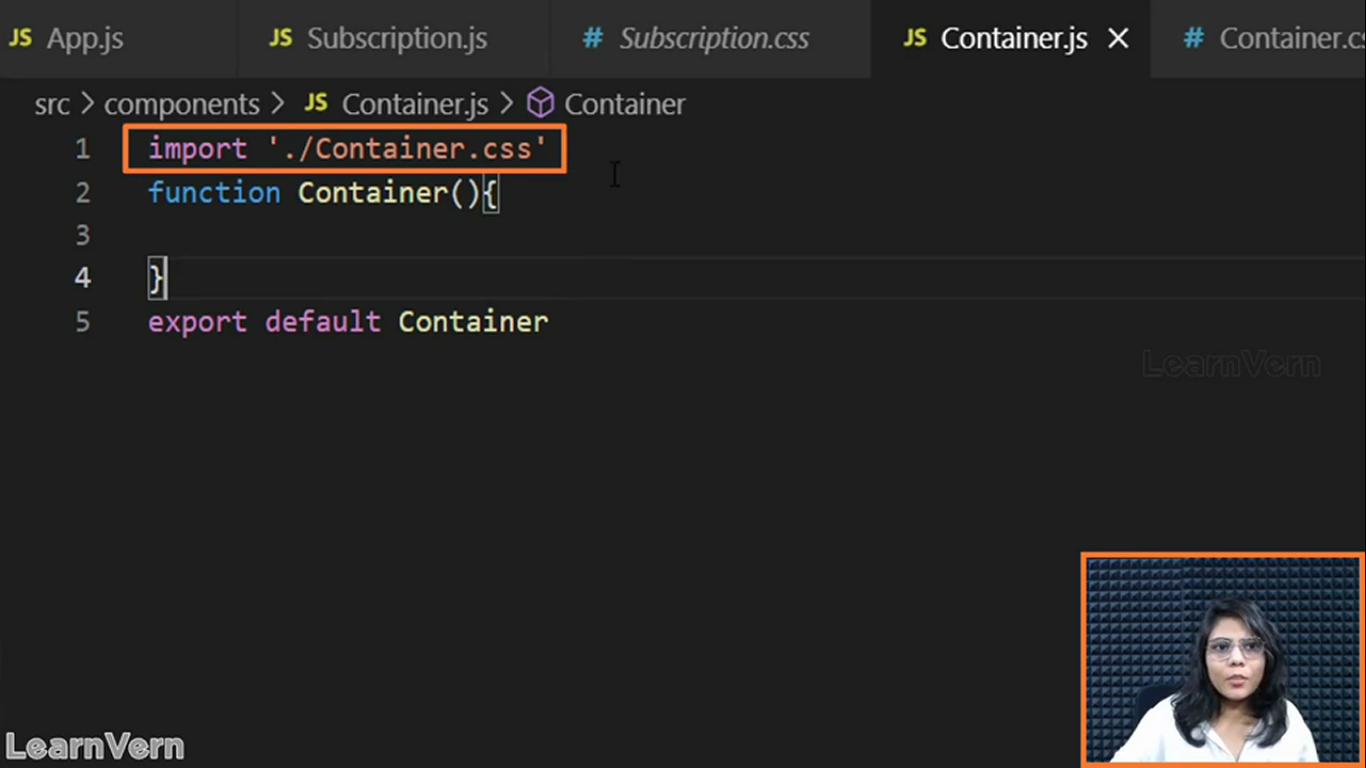 JS App.js JS Subscription.js # Subscription.css JS Container.js × # Container.cs
src > components > JS Container.js > Container
1 import './Container.css'
2 function Container(){
3
4 }
5 export default Container
LearnVern
LearnVern